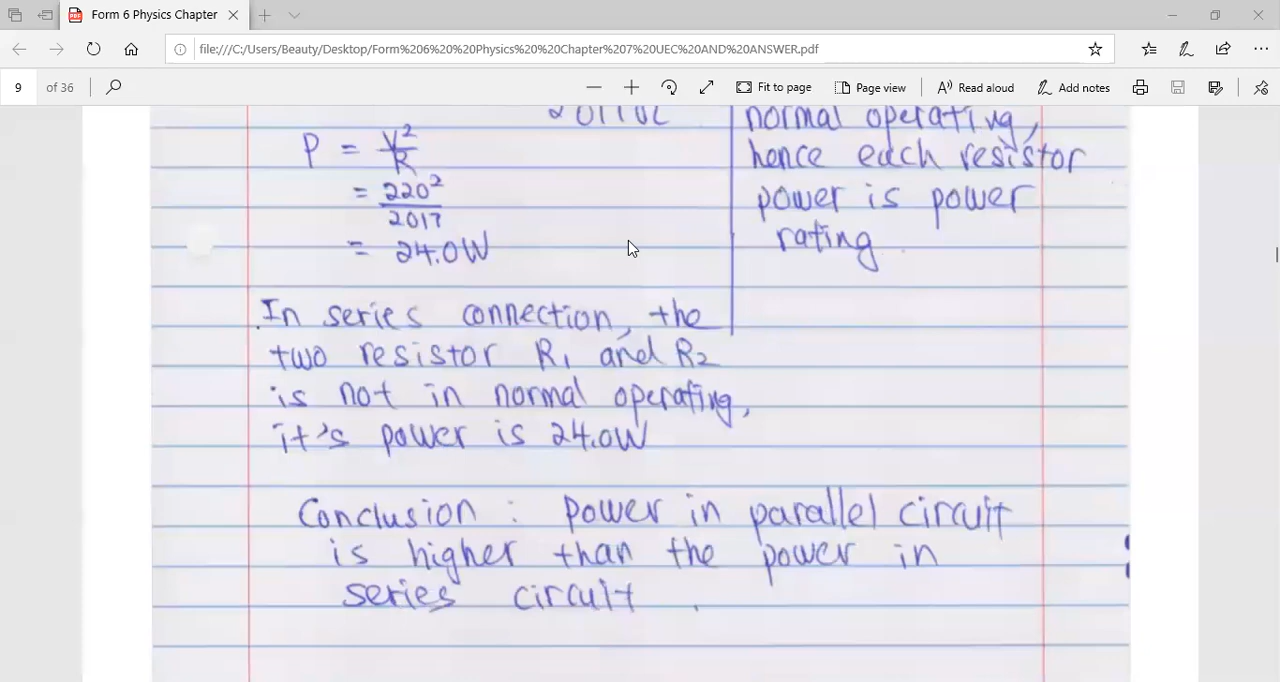 Form 6 Physics Chapter
file:///C:/Users/Beauty/Desktop/Form%206%20%20Physics%20%20Chapter%207%20UEC%20AND%20ANSWER.pdf
9 of 36
Fit to page
Page view
Read aloud
Add notes
P = V²/R
= 220²/2017
= 24.0W
normal operating,
hence each resistor
power is power
rating
In series connection, the
two resistor R1 and R2
is not in normal operating,
it's power is 24.0W
Conclusion : Power in parallel circuit
is higher than the power in
series circuit.